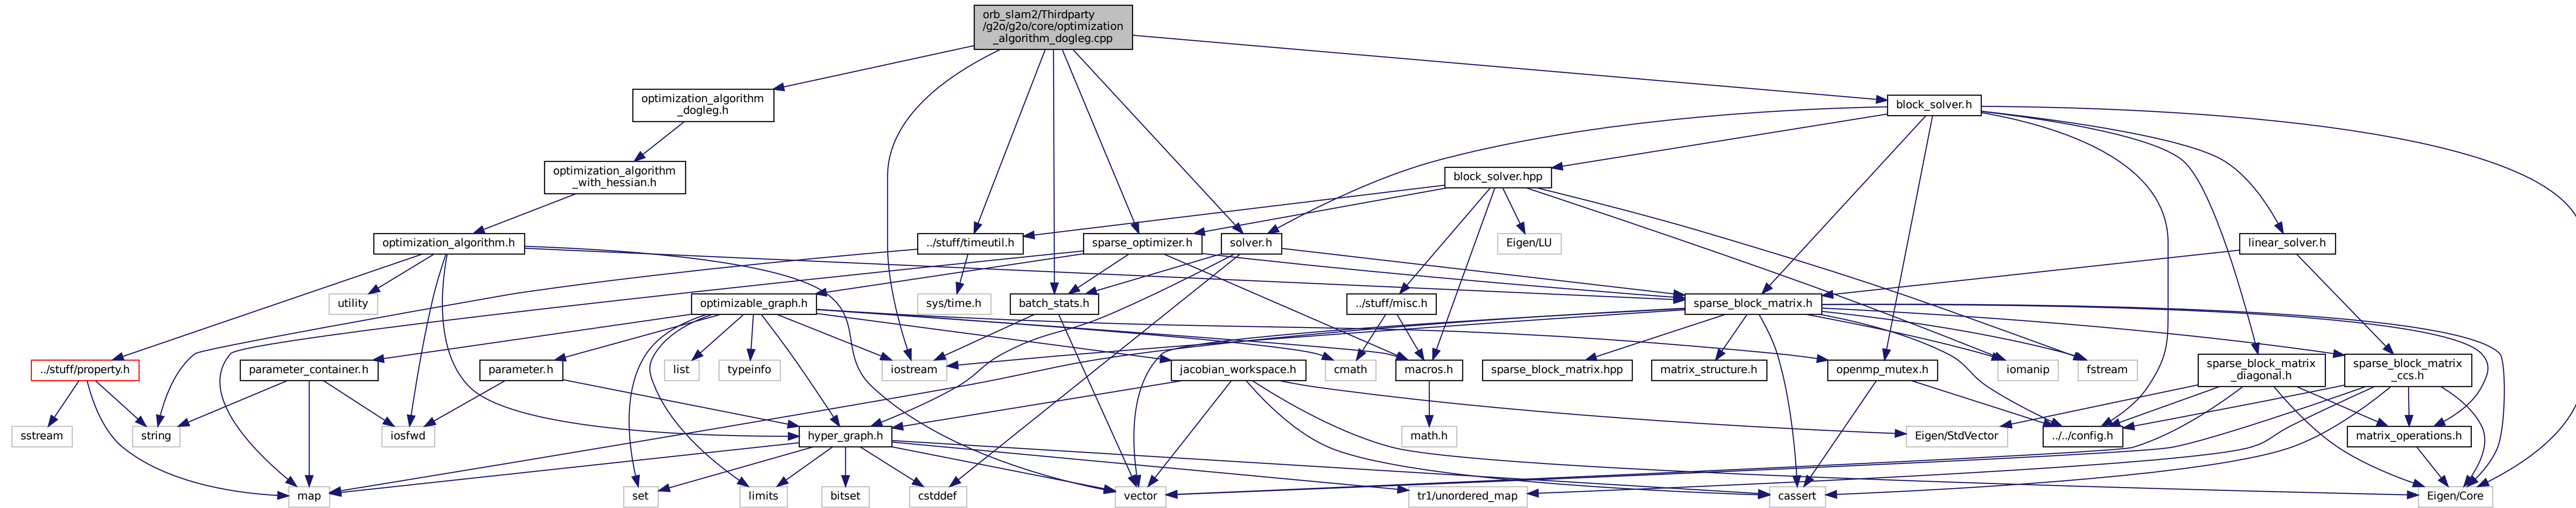 orb_slam2/Thirdparty
/g2o/g2o/core/optimization
_algorithm_dogleg.cpp
optimization_algorithm
_dogleg.h
block_solver.h
optimization_algorithm
_with_hessian.h
block_solver.hpp
optimization_algorithm.h
../stuff/timeutil.h
sparse_optimizer.h
solver.h
Eigen/LU
linear_solver.h
utility
sys/time.h
optimizable_graph.h
batch_stats.h
../stuff/misc.h
sparse_block_matrix.h
../stuff/property.h
parameter_container.h
parameter.h
list
typeinfo
iostream
jacobian_workspace.h
cmath
macros.h
sparse_block_matrix.hpp
matrix_structure.h
openmp_mutex.h
iomanip
fstream
sparse_block_matrix
_diagonal.h
sparse_block_matrix
_ccs.h
sstream
string
iosfwd
hyper_graph.h
math.h
Eigen/StdVector
../../config.h
matrix_operations.h
map
set
limits
bitset
cstddef
vector
tr1/unordered_map
cassert
Eigen/Core